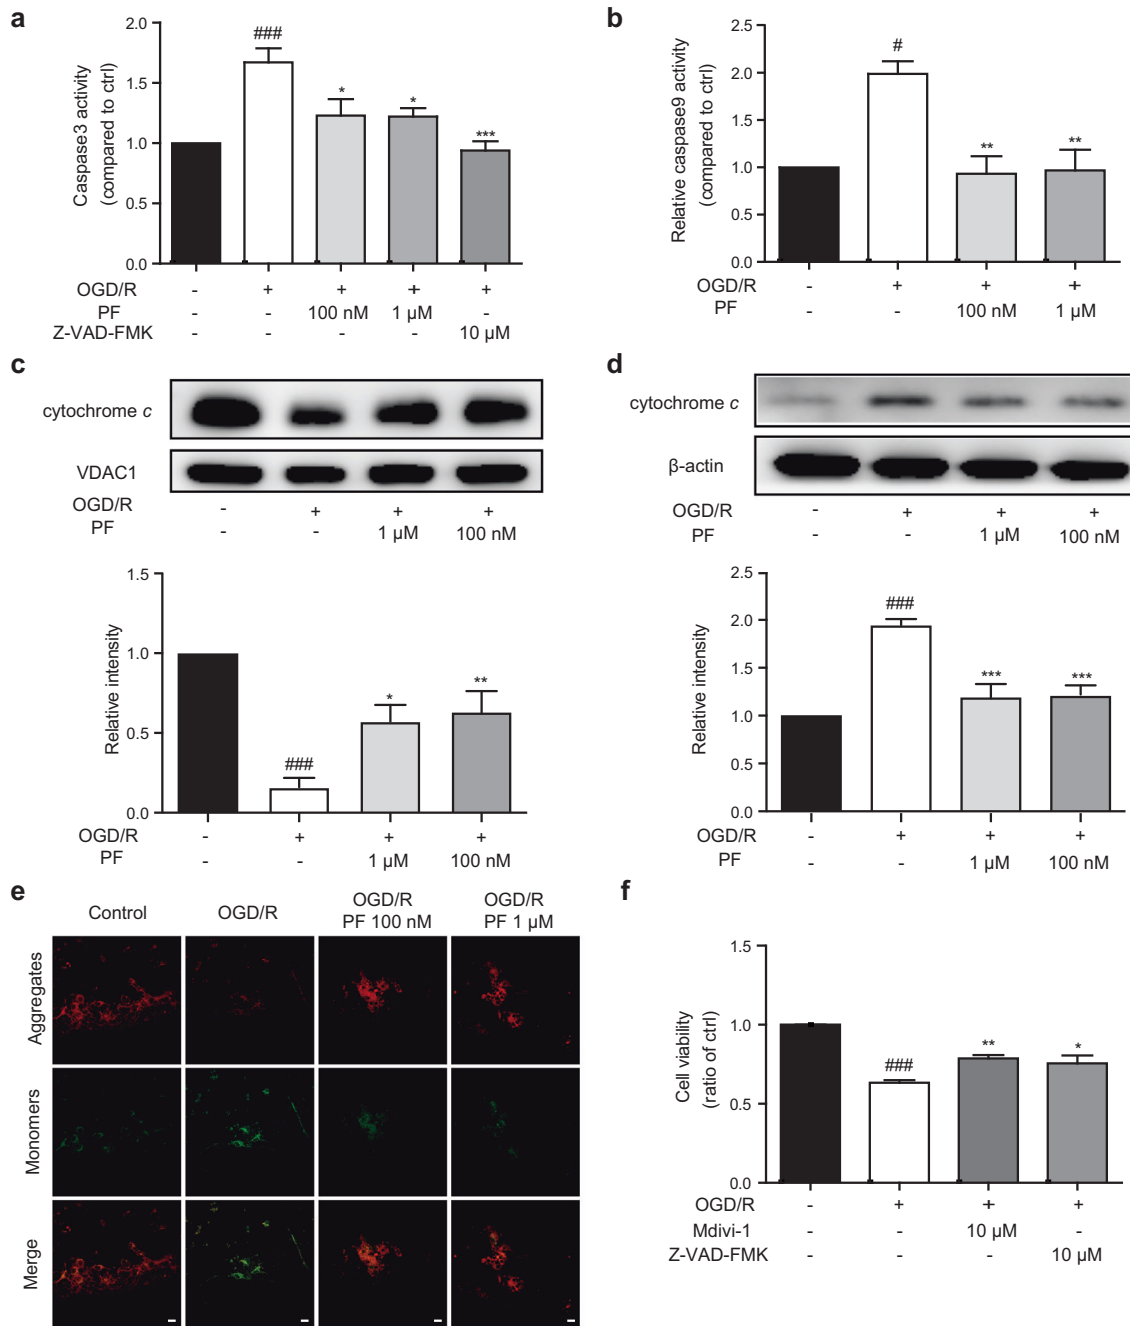 a
Caspase3 activity
(compared to ctrl)
2.0
1.5
1.0
0.5
0.0
###
*
*
***
OGD/R - + + + +
PF - - 100 nM 1 µM -
Z-VAD-FMK - - - - 10 µM
b
Relative caspase9 activity
(compared to ctrl)
2.5
2.0
1.5
1.0
0.5
0.0
#
**
**
OGD/R - + + +
PF - - 100 nM 1 µM
c
cytochrome c
VDAC1
OGD/R - + + +
PF - - 1 µM 100 nM
Relative intensity
1.5
1.0
0.5
0.0
###
*
**
OGD/R - + + +
PF - - 1 µM 100 nM
d
cytochrome c
β-actin
OGD/R - + + +
PF - - 1 µM 100 nM
Relative intensity
2.5
2.0
1.5
1.0
0.5
0.0
###
***
***
OGD/R - + + +
PF - - 1 µM 100 nM
e
Control
OGD/R
OGD/R
PF 100 nM
OGD/R
PF 1 µM
Aggregates
Monomers
Merge
f
Cell viability
(ratio of ctrl)
1.5
1.0
0.5
0.0
###
**
*
OGD/R - + + +
Mdivi-1 - - 10 µM -
Z-VAD-FMK - - - 10 µM